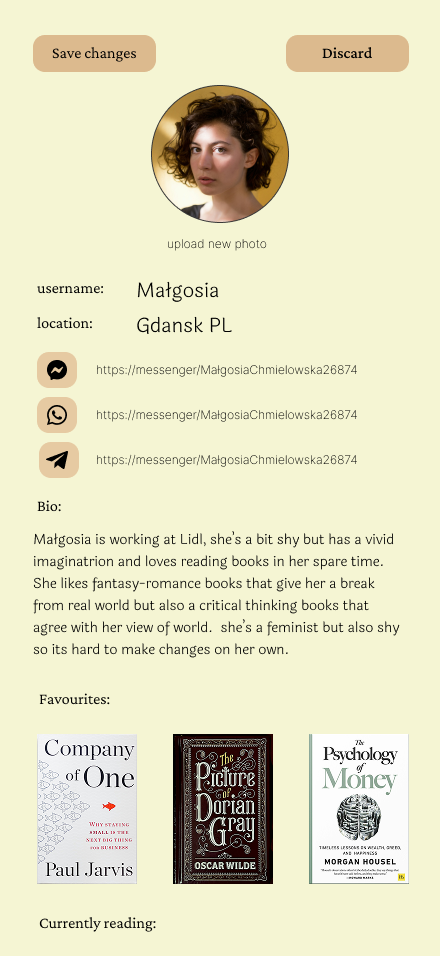 Save changes
Discard
upload new photo
username: Małgosia
location: Gdansk PL
https://messenger/MałgosiaChmielowska26874
https://messenger/MałgosiaChmielowska26874
https://messenger/MałgosiaChmielowska26874
Bio:
Małgosia is working at Lidl, she's a bit shy but has a vivid
imaginatrion and loves reading books in her spare time.
She likes fantasy-romance books that give her a break
from real world but also a critical thinking books that
agree with her view of world. she's a feminist but also shy
so its hard to make changes on her own.
Favourites:
Company
of One
WHY STAYING
SMALL IS THE
NEXT BIG THING
FOR BUSINESS
Paul Jarvis
The
Picture
of
Dorian
Gray
OSCAR WILDE
The
Psychology
of
Money
TIMELESS LESSONS ON WEALTH, GREED,
AND HAPPINESS
MORGAN HOUSEL
Currently reading: